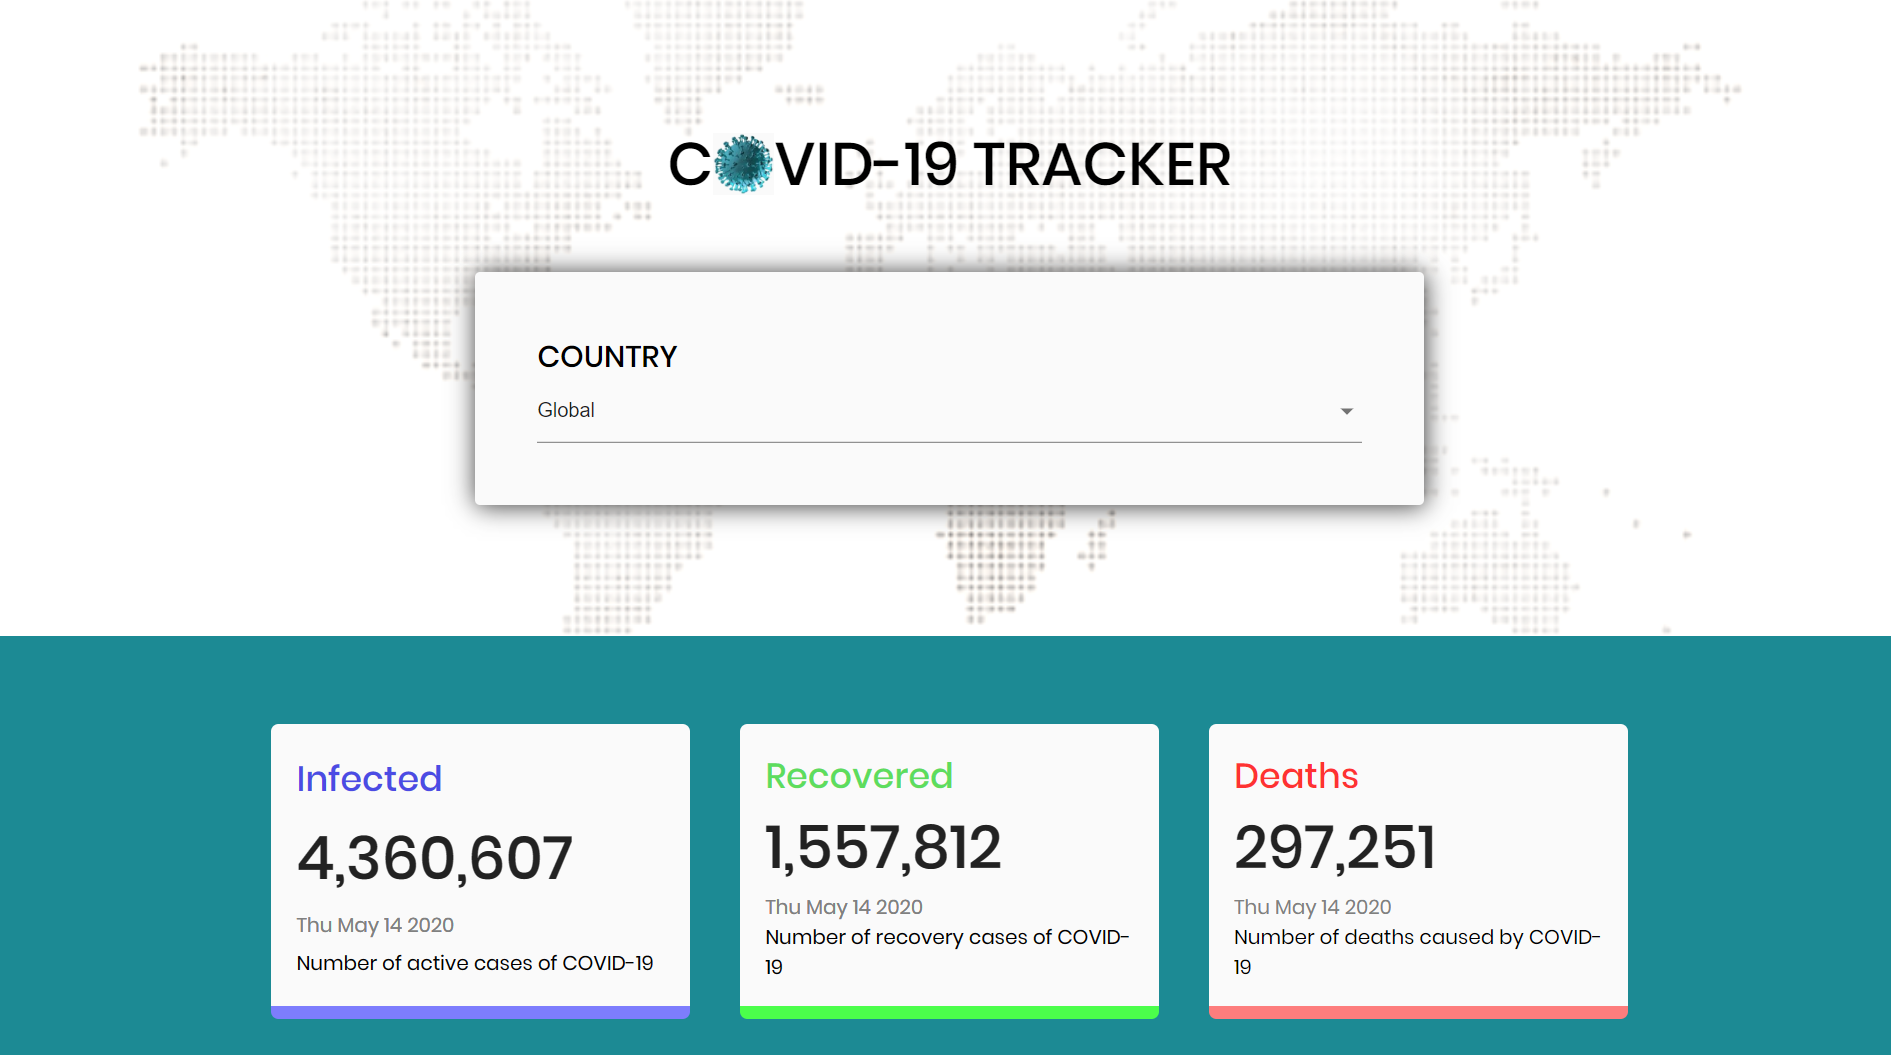 COVID-19 TRACKER
COUNTRY
Global
Infected
4,360,607
Thu May 14 2020
Number of active cases of COVID-19
Recovered
1,557,812
Thu May 14 2020
Number of recovery cases of COVID-
19
Deaths
297,251
Thu May 14 2020
Number of deaths caused by COVID-
19